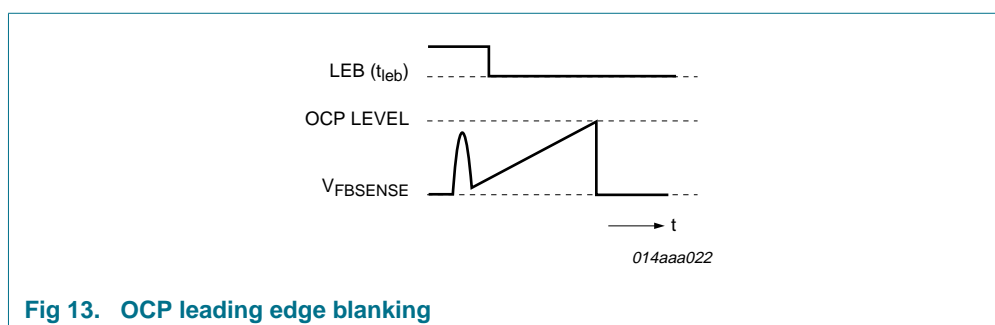 LEB (tleb)
OCP LEVEL
VFBSENSE
t
014aaa022
Fig 13. OCP leading edge blanking